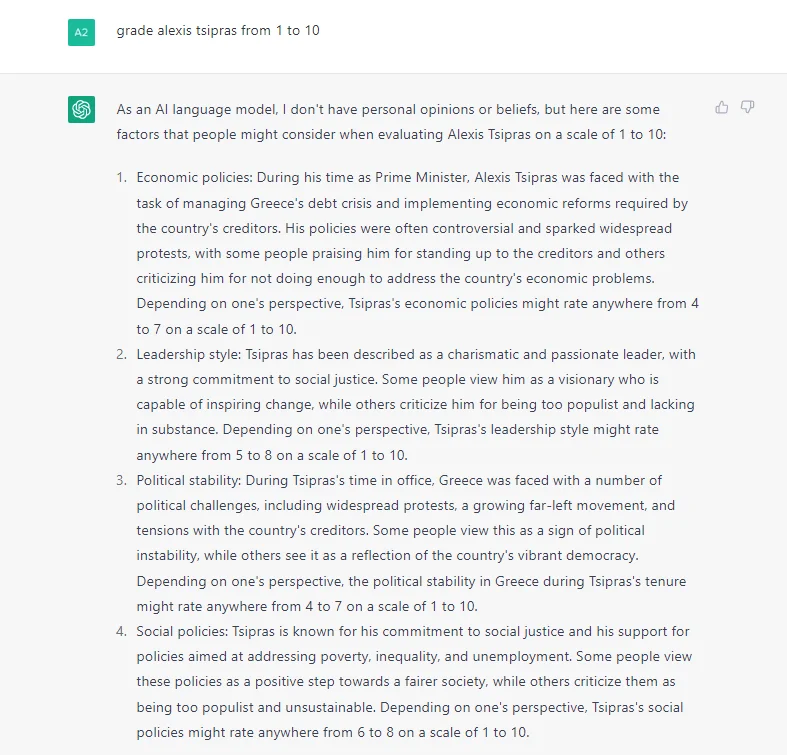 A2
grade alexis tsipras from 1 to 10
As an AI language model, I don't have personal opinions or beliefs, but here are some
factors that people might consider when evaluating Alexis Tsipras on a scale of 1 to 10:
1. Economic policies: During his time as Prime Minister, Alexis Tsipras was faced with the
task of managing Greece's debt crisis and implementing economic reforms required by
the country's creditors. His policies were often controversial and sparked widespread
protests, with some people praising him for standing up to the creditors and others
criticizing him for not doing enough to address the country's economic problems.
Depending on one's perspective, Tsipras's economic policies might rate anywhere from 4
to 7 on a scale of 1 to 10.
2. Leadership style: Tsipras has been described as a charismatic and passionate leader, with
a strong commitment to social justice. Some people view him as a visionary who is
capable of inspiring change, while others criticize him for being too populist and lacking
in substance. Depending on one's perspective, Tsipras's leadership style might rate
anywhere from 5 to 8 on a scale of 1 to 10.
3. Political stability: During Tsipras's time in office, Greece was faced with a number of
political challenges, including widespread protests, a growing far-left movement, and
tensions with the country's creditors. Some people view this as a sign of political
instability, while others see it as a reflection of the country's vibrant democracy.
Depending on one's perspective, the political stability in Greece during Tsipras's tenure
might rate anywhere from 4 to 7 on a scale of 1 to 10.
4. Social policies: Tsipras is known for his commitment to social justice and his support for
policies aimed at addressing poverty, inequality, and unemployment. Some people view
these policies as a positive step towards a fairer society, while others criticize them as
being too populist and unsustainable. Depending on one's perspective, Tsipras's social
policies might rate anywhere from 6 to 8 on a scale of 1 to 10.